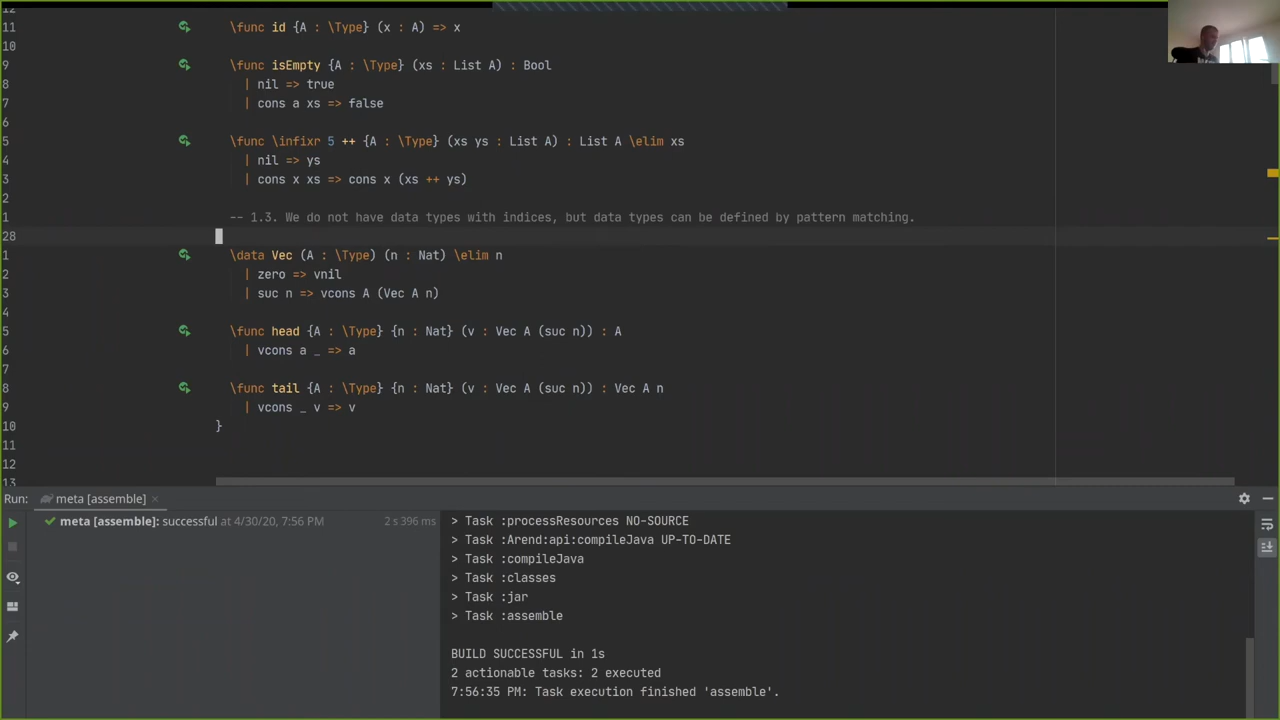 12
11 \func id {A : \Type} (x : A) => x
10
9 \func isEmpty {A : \Type} (xs : List A) : Bool
8 | nil => true
7 | cons a xs => false
6
5 \func \infixr 5 ++ {A : \Type} (xs ys : List A) : List A \elim xs
4 | nil => ys
3 | cons x xs => cons x (xs ++ ys)
2
1 -- 1.3. We do not have data types with indices, but data types can be defined by pattern matching.
28
1 \data Vec (A : \Type) (n : Nat) \elim n
2 | zero => vnil
3 | suc n => vcons A (Vec A n)
4
5 \func head {A : \Type} {n : Nat} (v : Vec A (suc n)) : A
6 | vcons a _ => a
7
8 \func tail {A : \Type} {n : Nat} (v : Vec A (suc n)) : Vec A n
9 | vcons _ v => v
10 }
11
12
13
Run: meta [assemble]
meta [assemble]: successful at 4/30/20, 7:56 PM 2 s 396 ms
> Task :processResources NO-SOURCE
> Task :Arend:api:compileJava UP-TO-DATE
> Task :compileJava
> Task :classes
> Task :jar
> Task :assemble
BUILD SUCCESSFUL in 1s
2 actionable tasks: 2 executed
7:56:35 PM: Task execution finished 'assemble'.